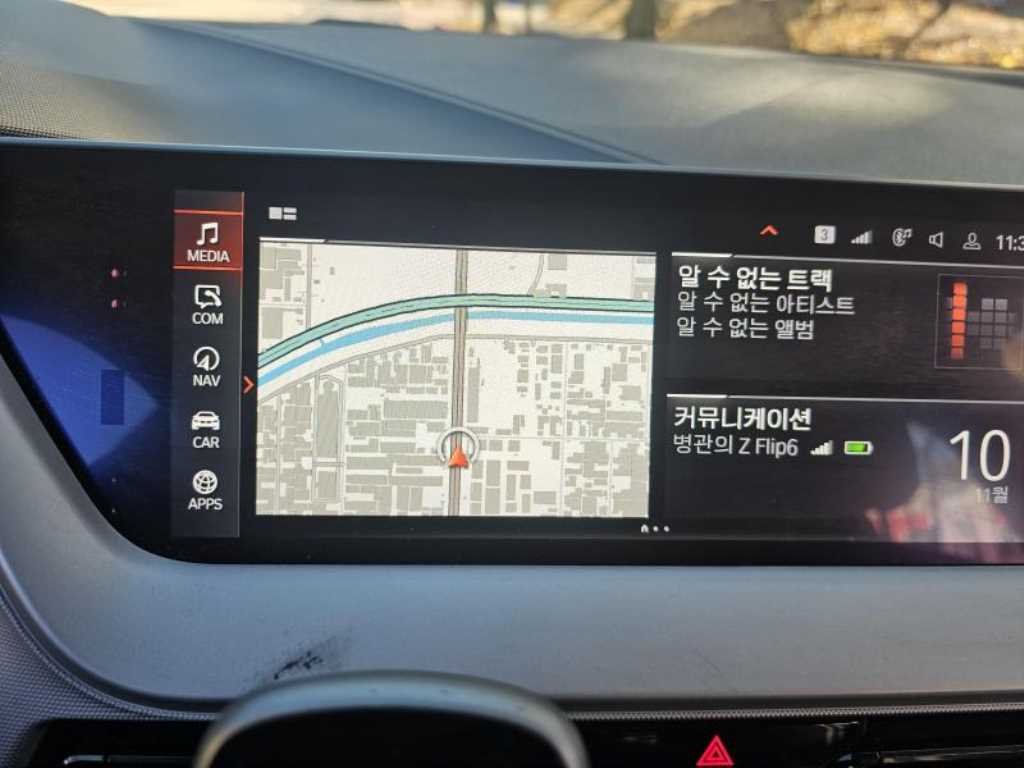 MEDIA
COM
NAV
CAR
APPS
3
알 수 없는 트랙
알 수 없는 아티스트
알 수 없는 앨범
커뮤니케이션
병관의 Z Flip6
10
11월